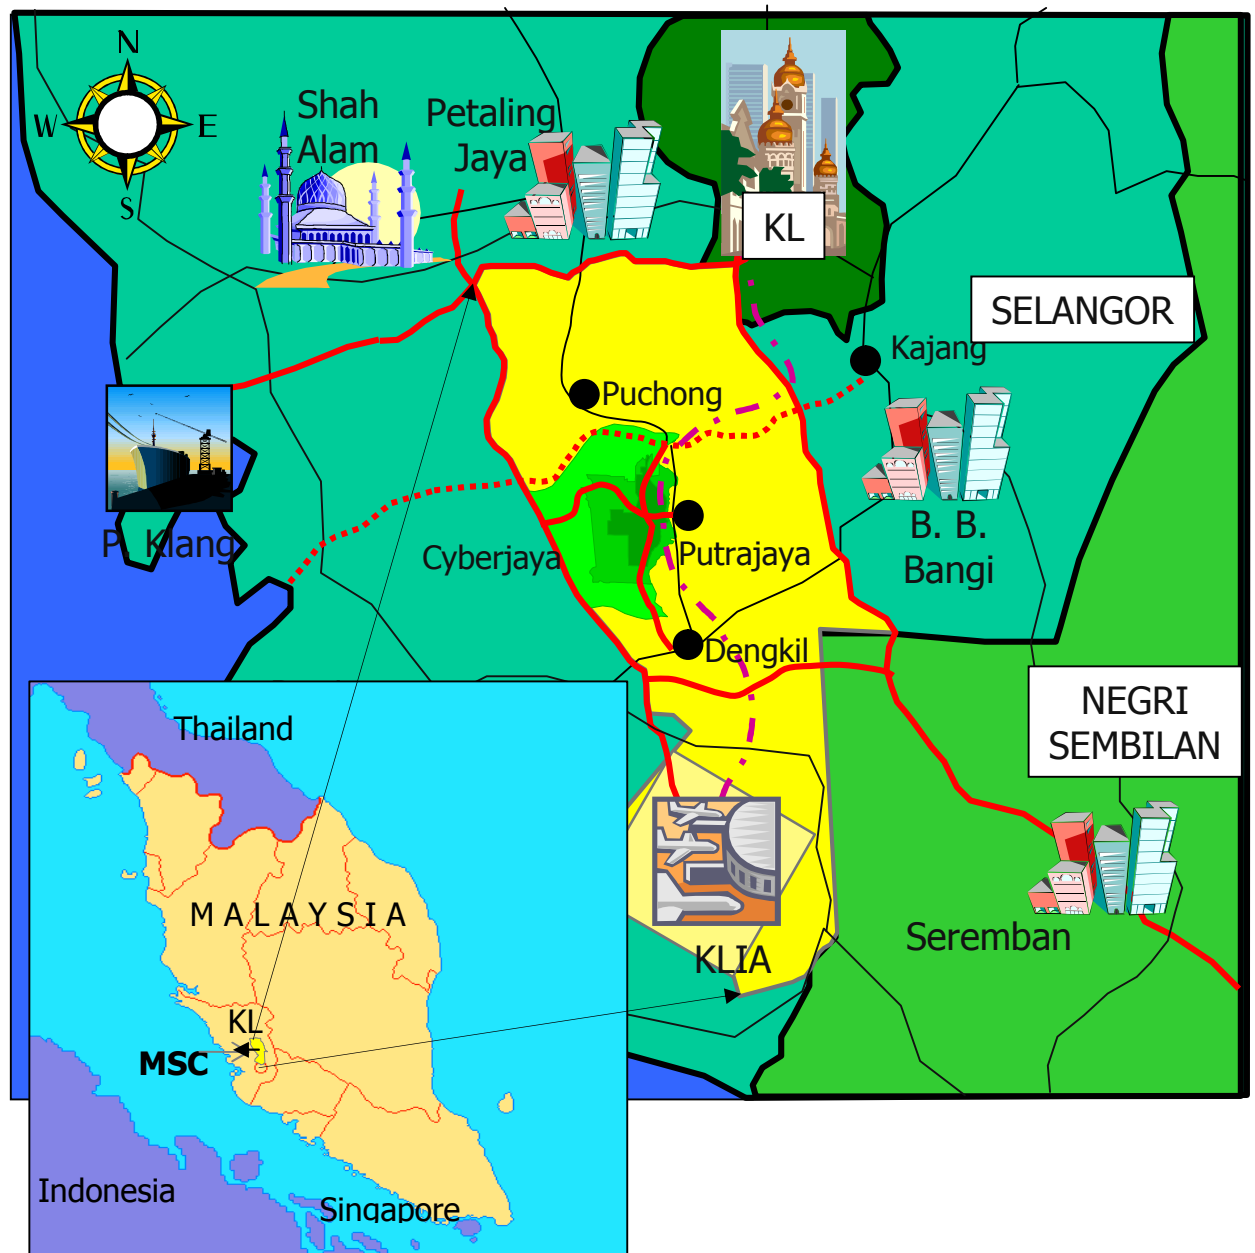 N
W
E
S
Shah
Alam
Petaling
Jaya
KL
SELANGOR
Kajang
Puchong
P. Klang
Cyberjaya
Putrajaya
B. B.
Bangi
Dengkil
NEGRI
SEMBILAN
Seremban
KLIA
Thailand
MALAYSIA
KL
MSC
Indonesia
Singapore